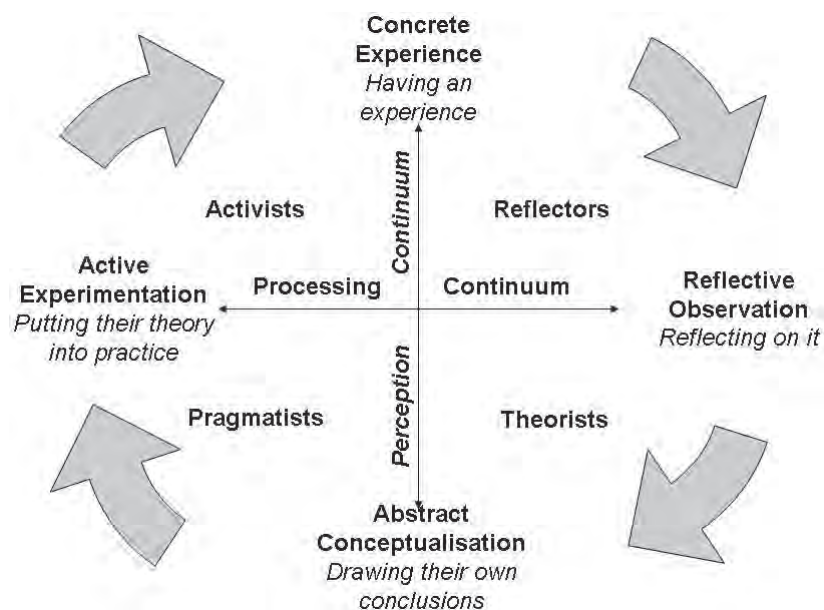 Concrete
Experience
Having an
experience
Activists
Reflectors
Continuum
Active
Experimentation
Putting their theory
into practice
Processing
Continuum
Reflective
Observation
Reflecting on it
Pragmatists
Theorists
Perception
Abstract
Conceptualisation
Drawing their own
conclusions